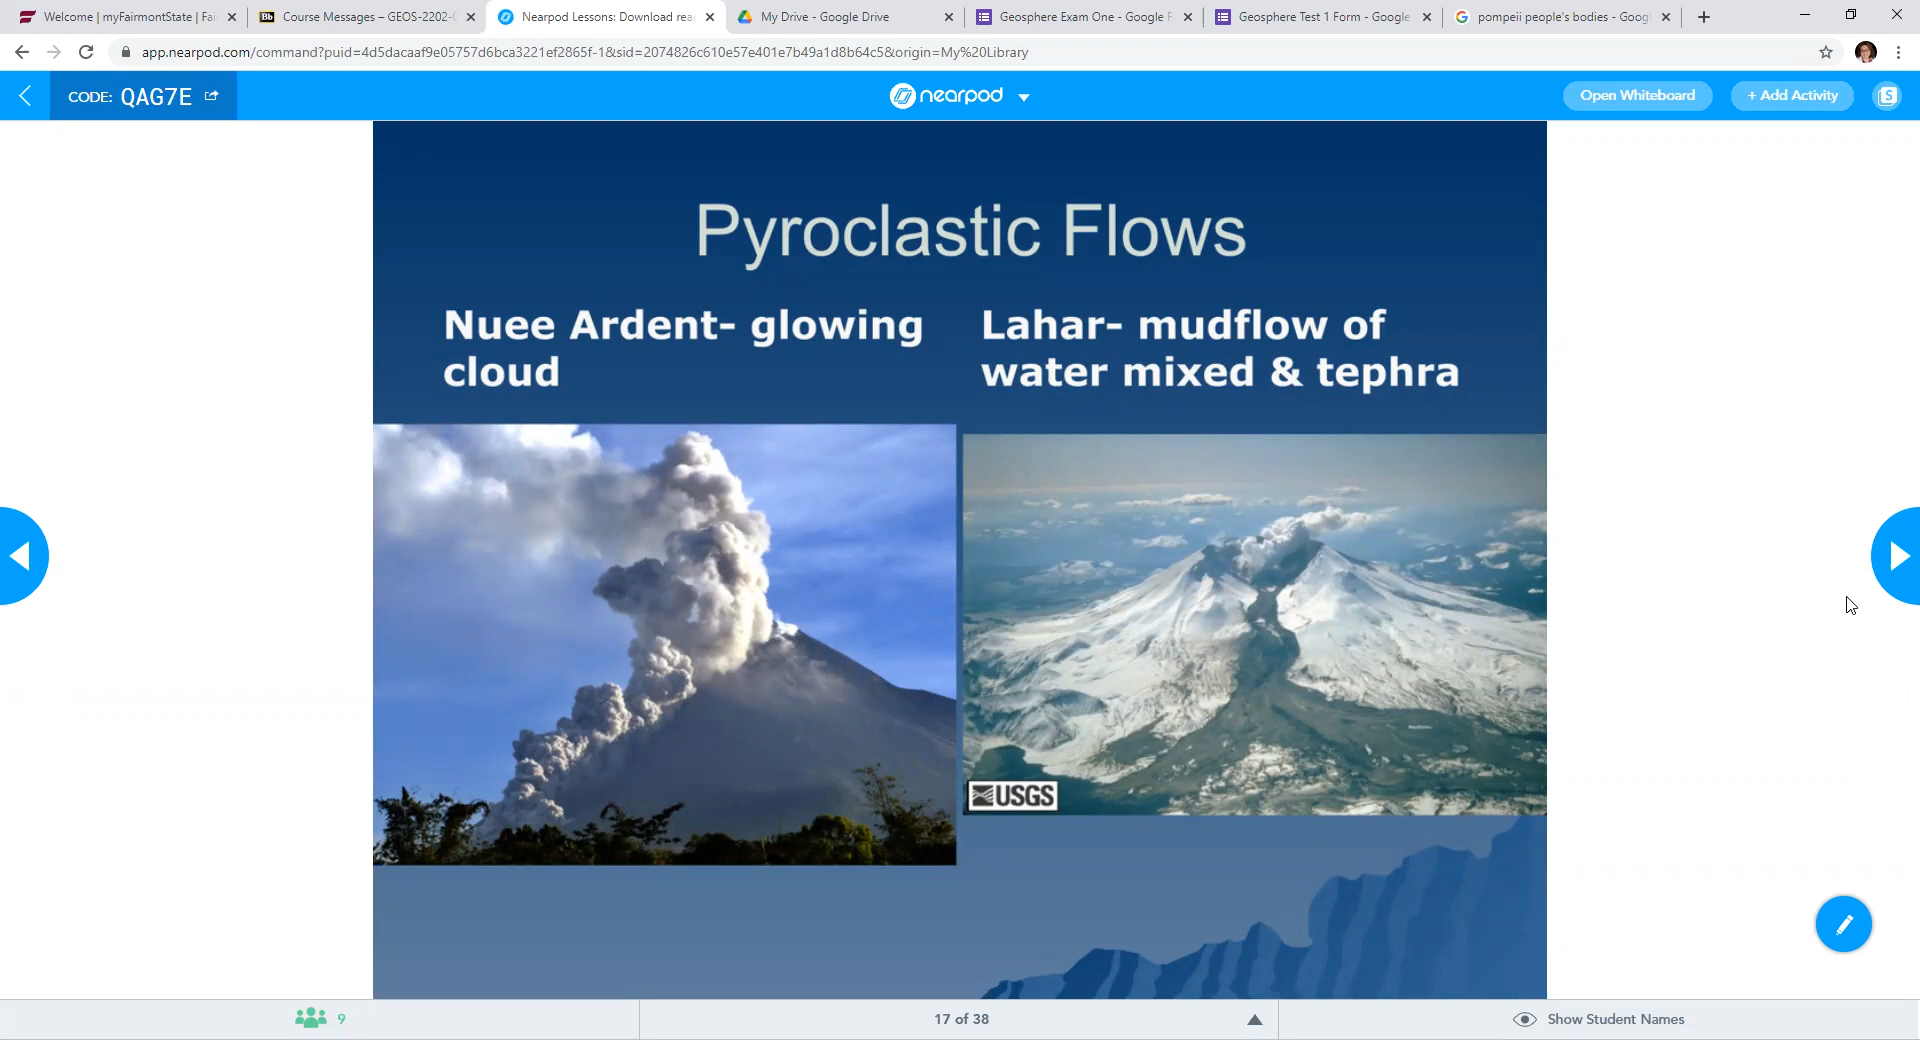 Welcome | myFairmontState | Fai
Course Messages – GEOS-2202-0
Nearpod Lessons: Download rea
My Drive - Google Drive
Geosphere Exam One - Google F
Geosphere Test 1 Form - Google
pompeii people's bodies - Goog
app.nearpod.com/command?puid=4d5dacaaf9e05757d6bca3221ef2865f-1&sid=2074826c610e57e401e7b49a1d8b64c5&origin=My%20Library
CODE: QAG7E
nearpod
Open Whiteboard
+ Add Activity
S
Pyroclastic Flows
Nuee Ardent- glowing
cloud
Lahar- mudflow of
water mixed & tephra
USGS
9
17 of 38
Show Student Names